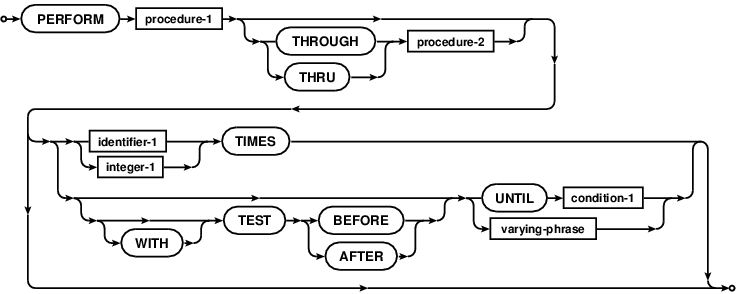 PERFORM procedure-1
THROUGH procedure-2
THRU
identifier-1 TIMES
integer-1
UNTIL condition-1
WITH TEST BEFORE varying-phrase
AFTER